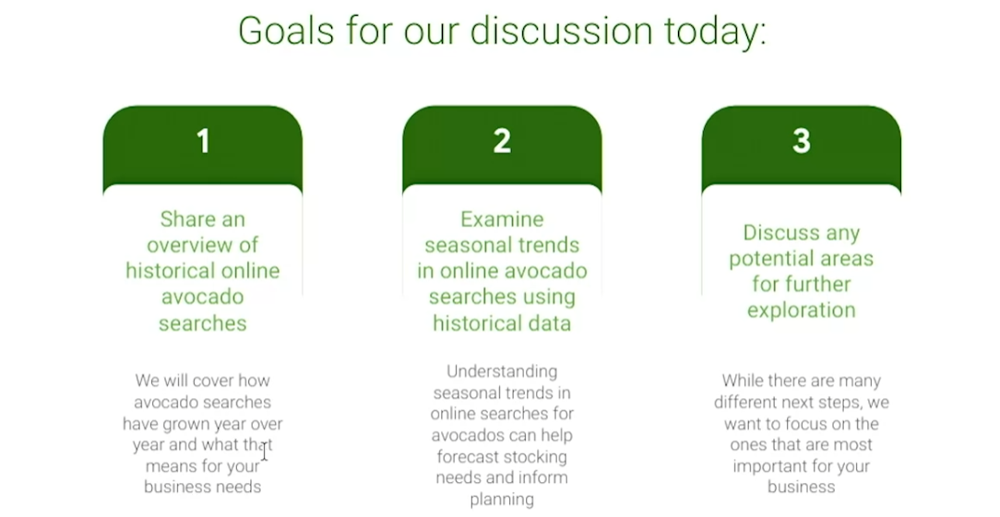 Goals for our discussion today:
1
Share an
overview of
historical online
avocado
searches
We will cover how
avocado searches
have grown year over
year and what that
means for your
business needs
2
Examine
seasonal trends
in online avocado
searches using
historical data
Understanding
seasonal trends in
online searches for
avocados can help
forecast stocking
needs and inform
planning
3
Discuss any
potential areas
for further
exploration
While there are many
different next steps, we
want to focus on the
ones that are most
important for your
business